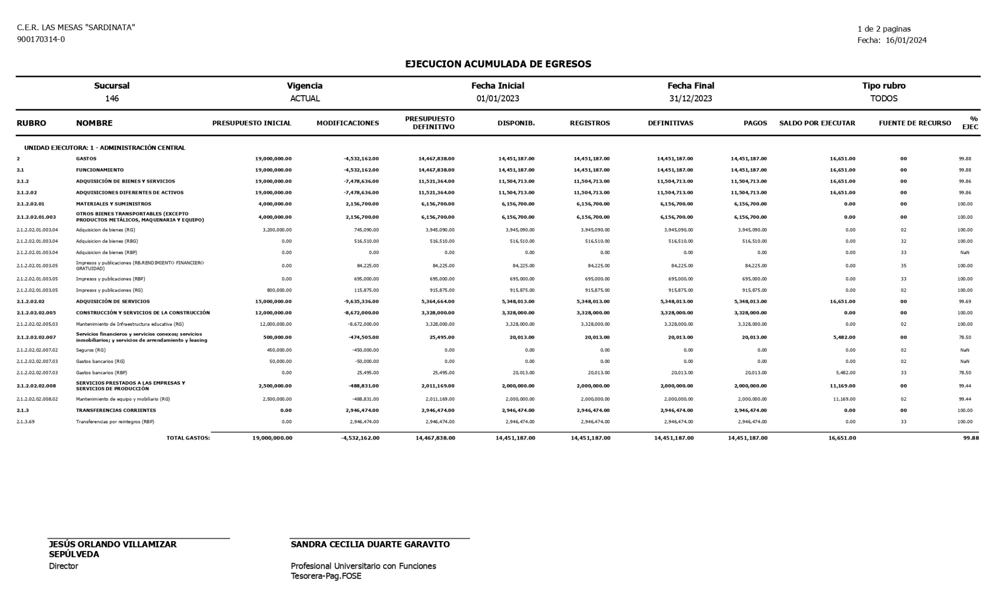 C.E.R. LAS MESAS "SARDINATA"
900170314-0
1 de 2 paginas
Fecha: 16/01/2024
EJECUCION ACUMULADA DE EGRESOS
Sucursal Vigencia Fecha Inicial Fecha Final Tipo rubro
146 ACTUAL 01/01/2023 31/12/2023 TODOS
RUBRO NOMBRE PRESUPUESTO INICIAL MODIFICACIONES PRESUPUESTO DEFINITIVO DISPONIB. REGISTROS DEFINITIVAS PAGOS SALDO POR EJECUTAR FUENTE DE RECURSO % EJEC
UNIDAD EJECUTORA: 1 - ADMINISTRACIÓN CENTRAL
2 GASTOS 19,000,000.00 -4,532,162.00 14,467,838.00 14,451,187.00 14,451,187.00 14,451,187.00 14,451,187.00 16,651.00 00 99.88
2.1 FUNCIONAMIENTO 19,000,000.00 -4,532,162.00 14,467,838.00 14,451,187.00 14,451,187.00 14,451,187.00 14,451,187.00 16,651.00 00 99.88
2.1.2 ADQUISICIÓN DE BIENES Y SERVICIOS 19,000,000.00 -7,478,636.00 11,521,364.00 11,504,713.00 11,504,713.00 11,504,713.00 11,504,713.00 16,651.00 00 99.86
2.1.2.02 ADQUISICIONES DIFERENTES DE ACTIVOS 19,000,000.00 -7,478,636.00 11,521,364.00 11,504,713.00 11,504,713.00 11,504,713.00 11,504,713.00 16,651.00 00 99.86
2.1.2.02.01 MATERIALES Y SUMINISTROS 4,000,000.00 2,156,700.00 6,156,700.00 6,156,700.00 6,156,700.00 6,156,700.00 6,156,700.00 0.00 00 100.00
2.1.2.02.01.003 OTROS BIENES TRANSPORTABLES (EXCEPTO PRODUCTOS METÁLICOS, MAQUINARIA Y EQUIPO) 4,000,000.00 2,156,700.00 6,156,700.00 6,156,700.00 6,156,700.00 6,156,700.00 6,156,700.00 0.00 00 100.00
2.1.2.02.01.003.04 Adquisicion de bienes (RG) 3,200,000.00 745,090.00 3,945,090.00 3,945,090.00 3,945,090.00 3,945,090.00 3,945,090.00 0.00 02 100.00
2.1.2.02.01.003.04 Adquisicion de bienes (RBG) 0.00 516,510.00 516,510.00 516,510.00 516,510.00 516,510.00 516,510.00 0.00 32 100.00
2.1.2.02.01.003.04 Adquisicion de bienes (RBP) 0.00 0.00 0.00 0.00 0.00 0.00 0.00 0.00 33 NaN
2.1.2.02.01.003.05 Impresos y publicaciones (RB.RENDIMIENTO FINANCIERO GRATUIDAD) 0.00 84,225.00 84,225.00 84,225.00 84,225.00 84,225.00 84,225.00 0.00 35 100.00
2.1.2.02.01.003.05 Impresos y publicaciones (RBP) 0.00 695,000.00 695,000.00 695,000.00 695,000.00 695,000.00 695,000.00 0.00 33 100.00
2.1.2.02.01.003.05 Impresos y publicaciones (RG) 800,000.00 115,875.00 915,875.00 915,875.00 915,875.00 915,875.00 915,875.00 0.00 02 100.00
2.1.2.02.02 ADQUISICIÓN DE SERVICIOS 15,000,000.00 -9,635,336.00 5,364,664.00 5,348,013.00 5,348,013.00 5,348,013.00 5,348,013.00 16,651.00 00 99.69
2.1.2.02.02.005 CONSTRUCCIÓN Y SERVICIOS DE LA CONSTRUCCIÓN 12,000,000.00 -8,672,000.00 3,328,000.00 3,328,000.00 3,328,000.00 3,328,000.00 3,328,000.00 0.00 00 100.00
2.1.2.02.02.005.03 Mantenimiento de Infraestructura educativa (RG) 12,000,000.00 -8,672,000.00 3,328,000.00 3,328,000.00 3,328,000.00 3,328,000.00 3,328,000.00 0.00 02 100.00
2.1.2.02.02.007 Servicios financieros y servicios conexos; servicios inmobiliarios; y servicios de arrendamiento y leasing 500,000.00 -474,505.00 25,495.00 20,013.00 20,013.00 20,013.00 20,013.00 5,482.00 00 78.50
2.1.2.02.02.007.02 Seguros (RG) 450,000.00 -450,000.00 0.00 0.00 0.00 0.00 0.00 0.00 02 NaN
2.1.2.02.02.007.03 Gastos bancarios (RG) 50,000.00 -50,000.00 0.00 0.00 0.00 0.00 0.00 0.00 02 NaN
2.1.2.02.02.007.03 Gastos bancarios (RBP) 0.00 25,495.00 25,495.00 20,013.00 20,013.00 20,013.00 20,013.00 5,482.00 33 78.50
2.1.2.02.02.008 SERVICIOS PRESTADOS A LAS EMPRESAS Y SERVICIOS DE PRODUCCIÓN 2,500,000.00 -488,831.00 2,011,169.00 2,000,000.00 2,000,000.00 2,000,000.00 2,000,000.00 11,169.00 00 99.44
2.1.2.02.02.008.02 Mantenimiento de equipo y mobiliario (RG) 2,500,000.00 -488,831.00 2,011,169.00 2,000,000.00 2,000,000.00 2,000,000.00 2,000,000.00 11,169.00 02 99.44
2.1.3 TRANSFERENCIAS CORRIENTES 0.00 2,946,474.00 2,946,474.00 2,946,474.00 2,946,474.00 2,946,474.00 2,946,474.00 0.00 00 100.00
2.1.3.69 Transferencias por reintegros (RBP) 0.00 2,946,474.00 2,946,474.00 2,946,474.00 2,946,474.00 2,946,474.00 2,946,474.00 0.00 33 100.00
TOTAL GASTOS: 19,000,000.00 -4,532,162.00 14,467,838.00 14,451,187.00 14,451,187.00 14,451,187.00 14,451,187.00 16,651.00 99.88
JESÚS ORLANDO VILLAMIZAR
SEPÚLVEDA
Director
SANDRA CECILIA DUARTE GARAVITO
Profesional Universitario con Funciones
Tesorera-Pag.FOSE